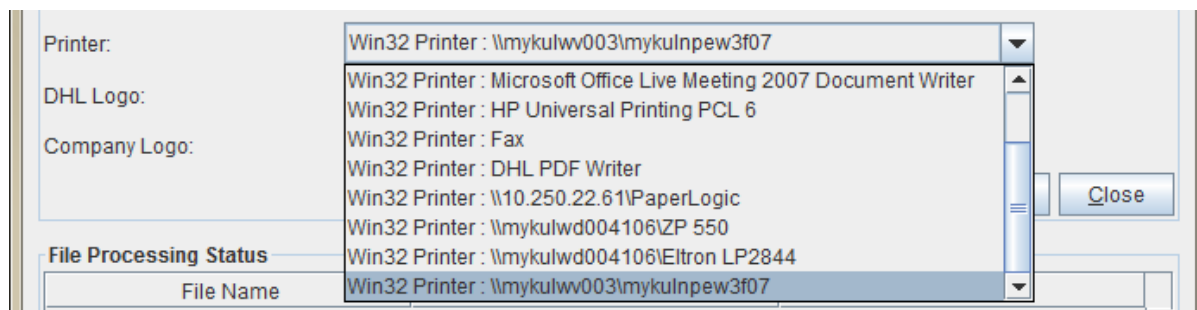 Printer:
Win32 Printer : \\mykulwv003\mykulnpew3f07
Win32 Printer : Microsoft Office Live Meeting 2007 Document Writer
DHL Logo:
Win32 Printer : HP Universal Printing PCL 6
Win32 Printer : Fax
Company Logo:
Win32 Printer : DHL PDF Writer
Win32 Printer : \\10.250.22.61\PaperLogic
Close
Win32 Printer : \\mykulwd004106\ZP 550
File Processing Status
Win32 Printer : \\mykulwd004106\Eltron LP2844
File Name
Win32 Printer : \\mykulwv003\mykulnpew3f07